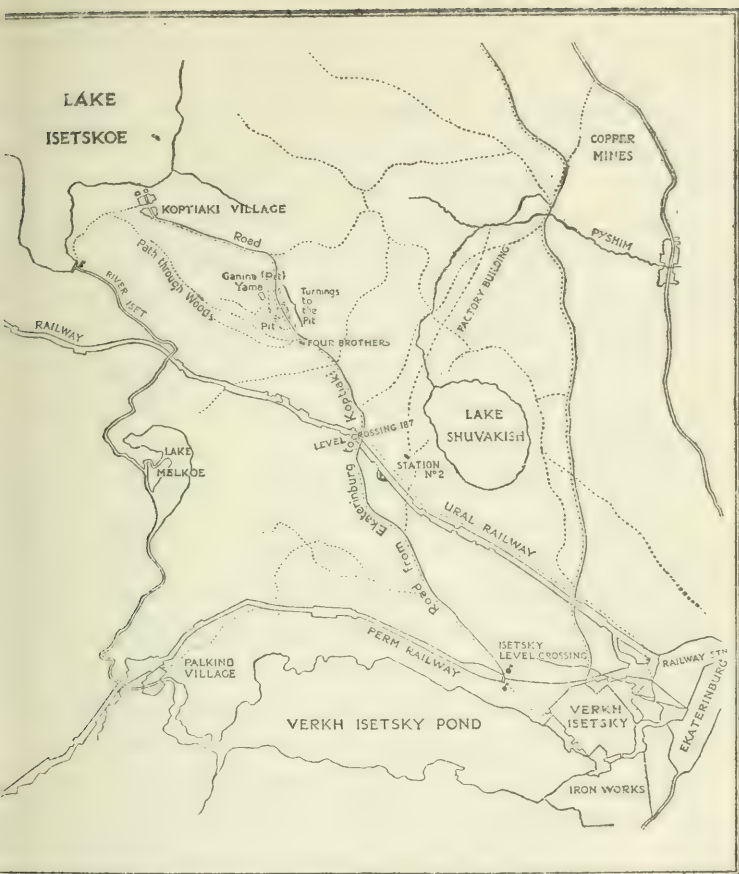 LAKE
ISETSKOE
COPPER
MINES
KOPTIAKI VILLAGE
Road
PYSHIM
Path through Woods
Ganina (Pit)
Yama
Turnings
to
the
Pit
Pit
RIVER ISET
FACTORY BUILDING
RAILWAY
FOUR BROTHERS
LAKE
SHUVAKISH
LEVEL CROSSING 187
STATION
Nº2
LAKE
MELKOE
Road from Ekaterinburg to Koptiaki
URAL RAILWAY
PERM RAILWAY
ISETSKY
LEVEL CROSSING
RAILWAY STN
EKATERINBURG
PALKINO
VILLAGE
VERKH ISETSKY POND
VERKH
ISETSKY
IRON WORKS